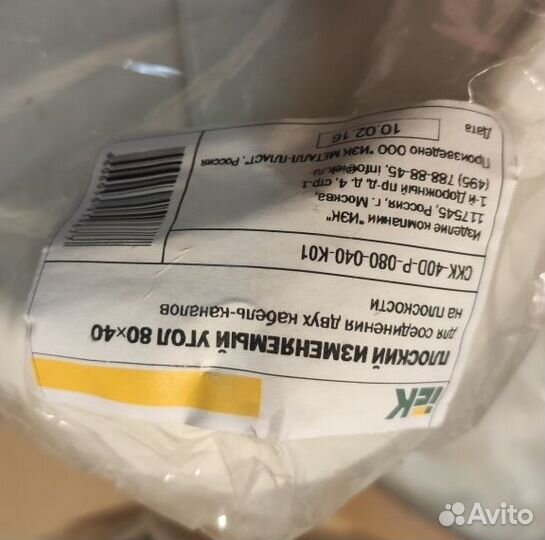 iEK
ПЛОСКИЙ ИЗМЕНЯЕМЫЙ УГОЛ 80×40
для соединения двух кабель-каналов
на плоскости
CKK-40D-P-080-040-K01
Изделие компании "ИЭК"
117545, Россия, г. Москва,
1-й Дорожный пр-д, д. 4, стр.1
(495) 788-88-45, info@iek.ru
Произведено ООО "ИЭК МЕТАЛЛ-ПЛАСТ", Россия
Дата 10.02.16
Avito